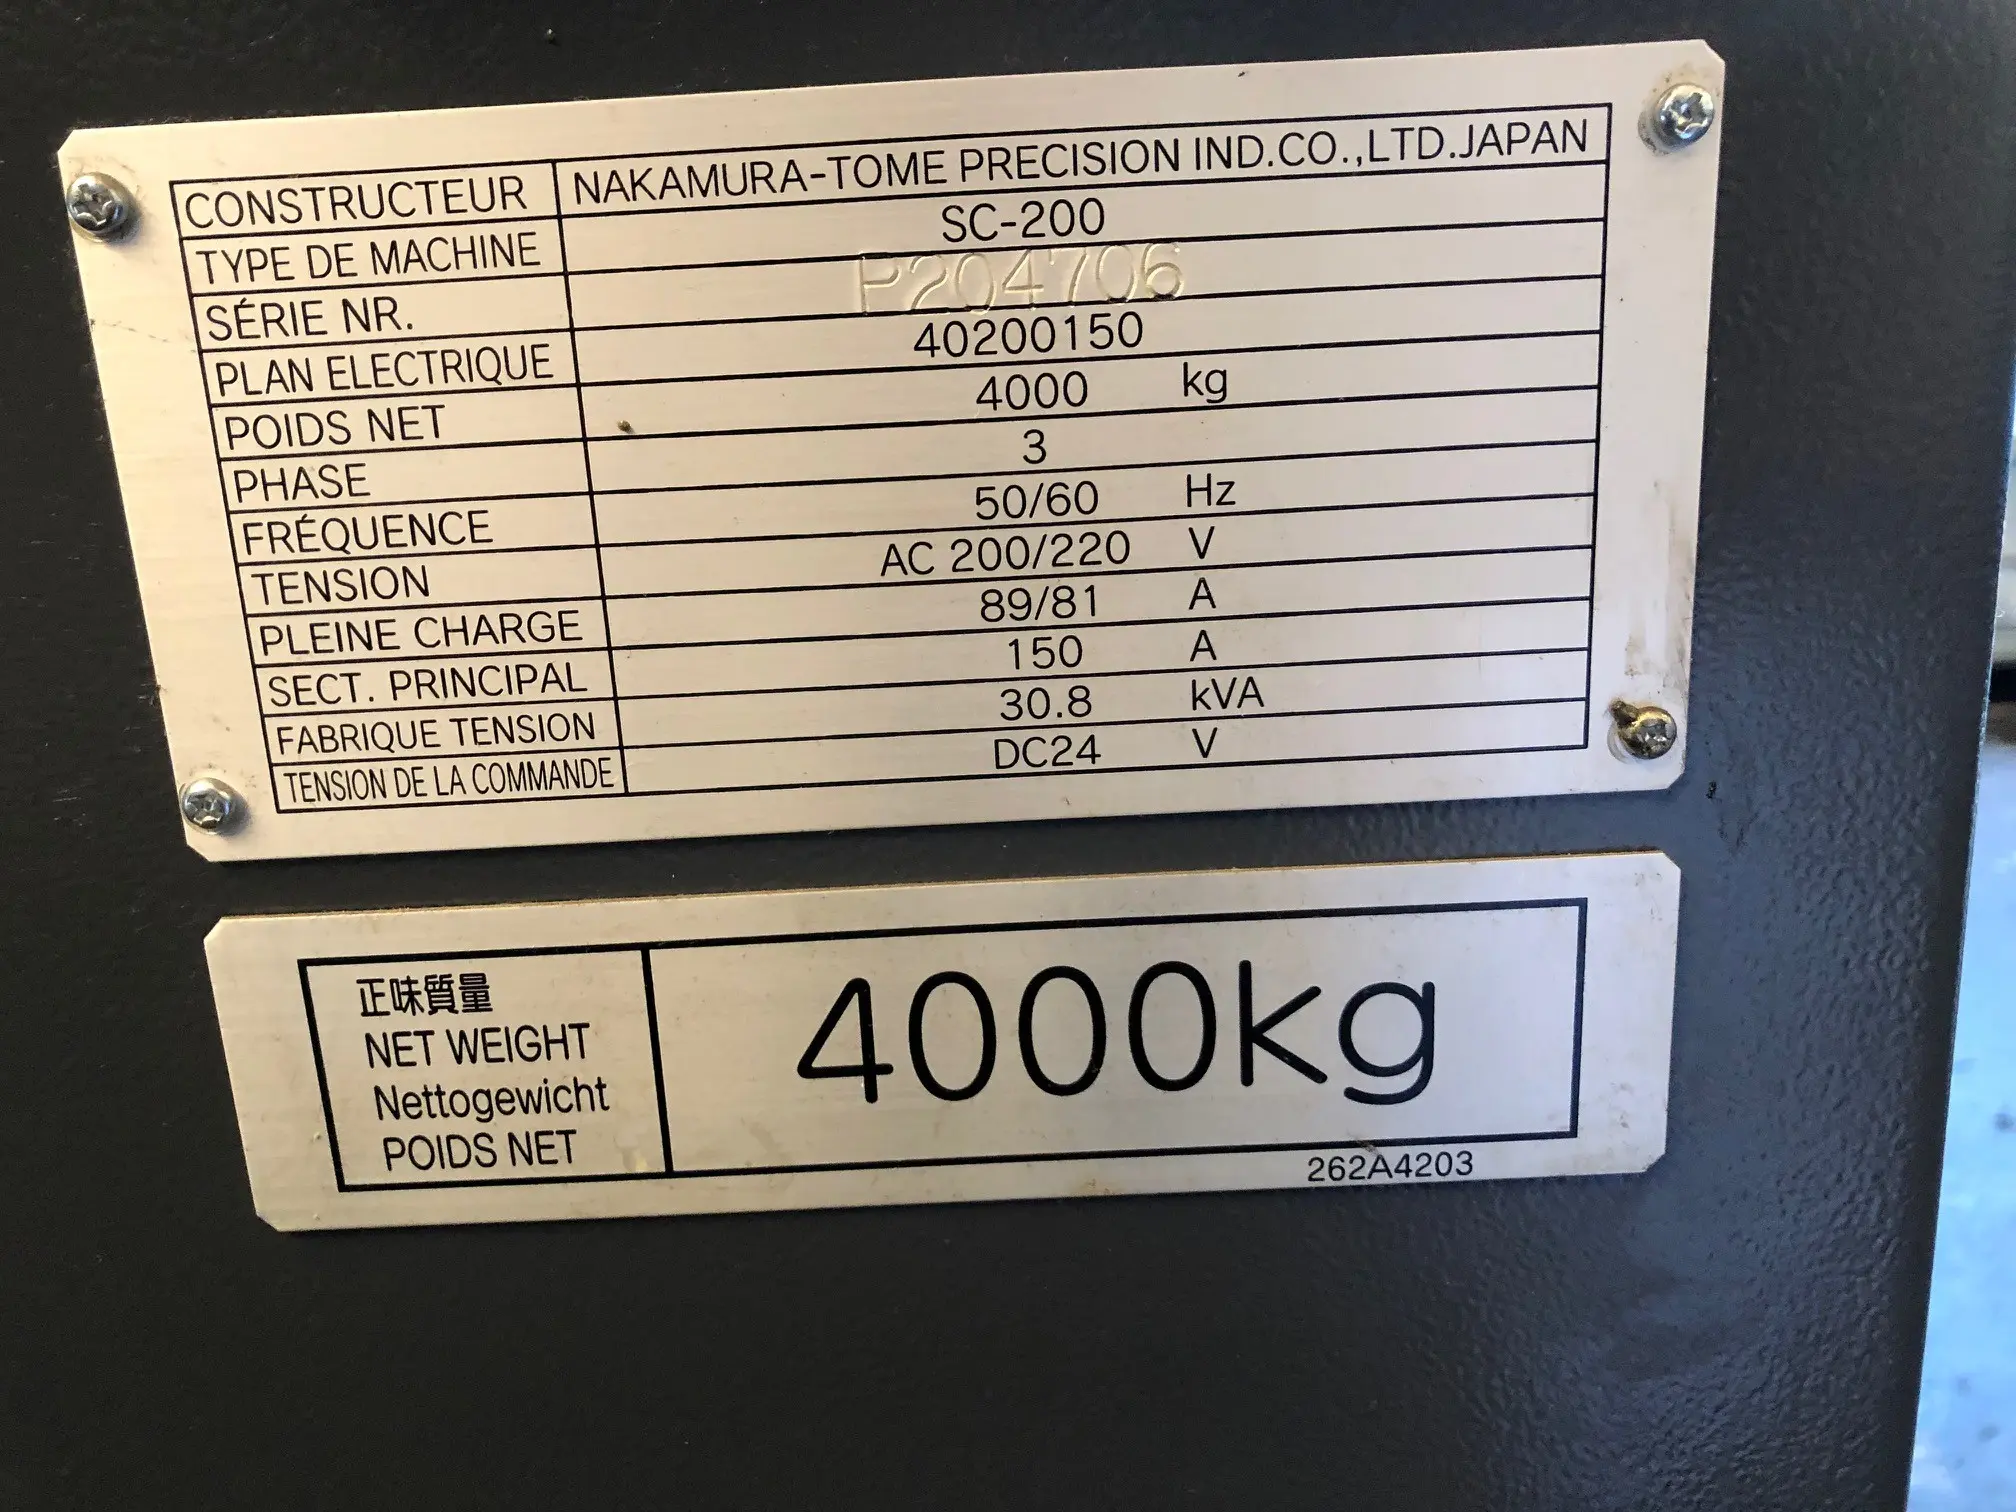 CONSTRUCTEUR NAKAMURA-TOME PRECISION IND.CO.,LTD.JAPAN
TYPE DE MACHINE SC-200
SÉRIE NR. P204706
PLAN ELECTRIQUE 40200150
POIDS NET 4000 kg
PHASE 3
FRÉQUENCE 50/60 Hz
TENSION AC 200/220 V
PLEINE CHARGE 89/81 A
SECT. PRINCIPAL 150 A
FABRIQUE TENSION 30.8 kVA
TENSION DE LA COMMANDE DC24 V
正味質量
NET WEIGHT
Nettogewicht
POIDS NET
4000kg
262A4203